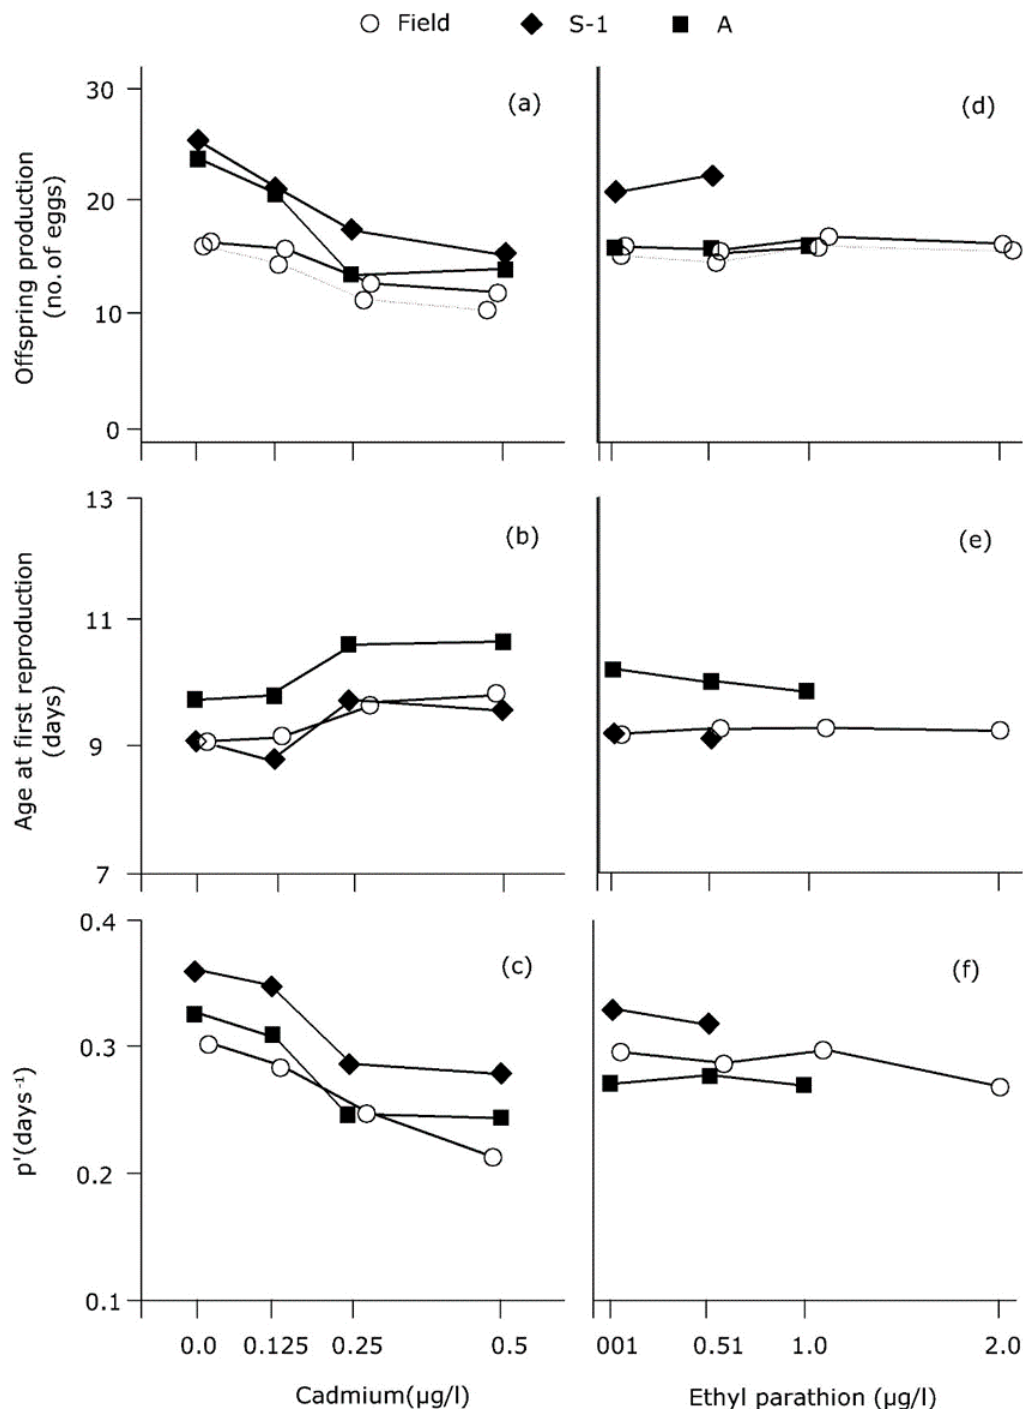 Field S-1 A
30
20
10
0
Offspring production
(no. of eggs)
(a)
(d)
13
11
9
7
Age at first reproduction
(days)
(b)
(e)
0.4
0.3
0.2
0.1
p'(days⁻¹)
(c)
(f)
0.0 0.125 0.25 0.5
001 0.51 1.0 2.0
Cadmium(µg/l)
Ethyl parathion (µg/l)